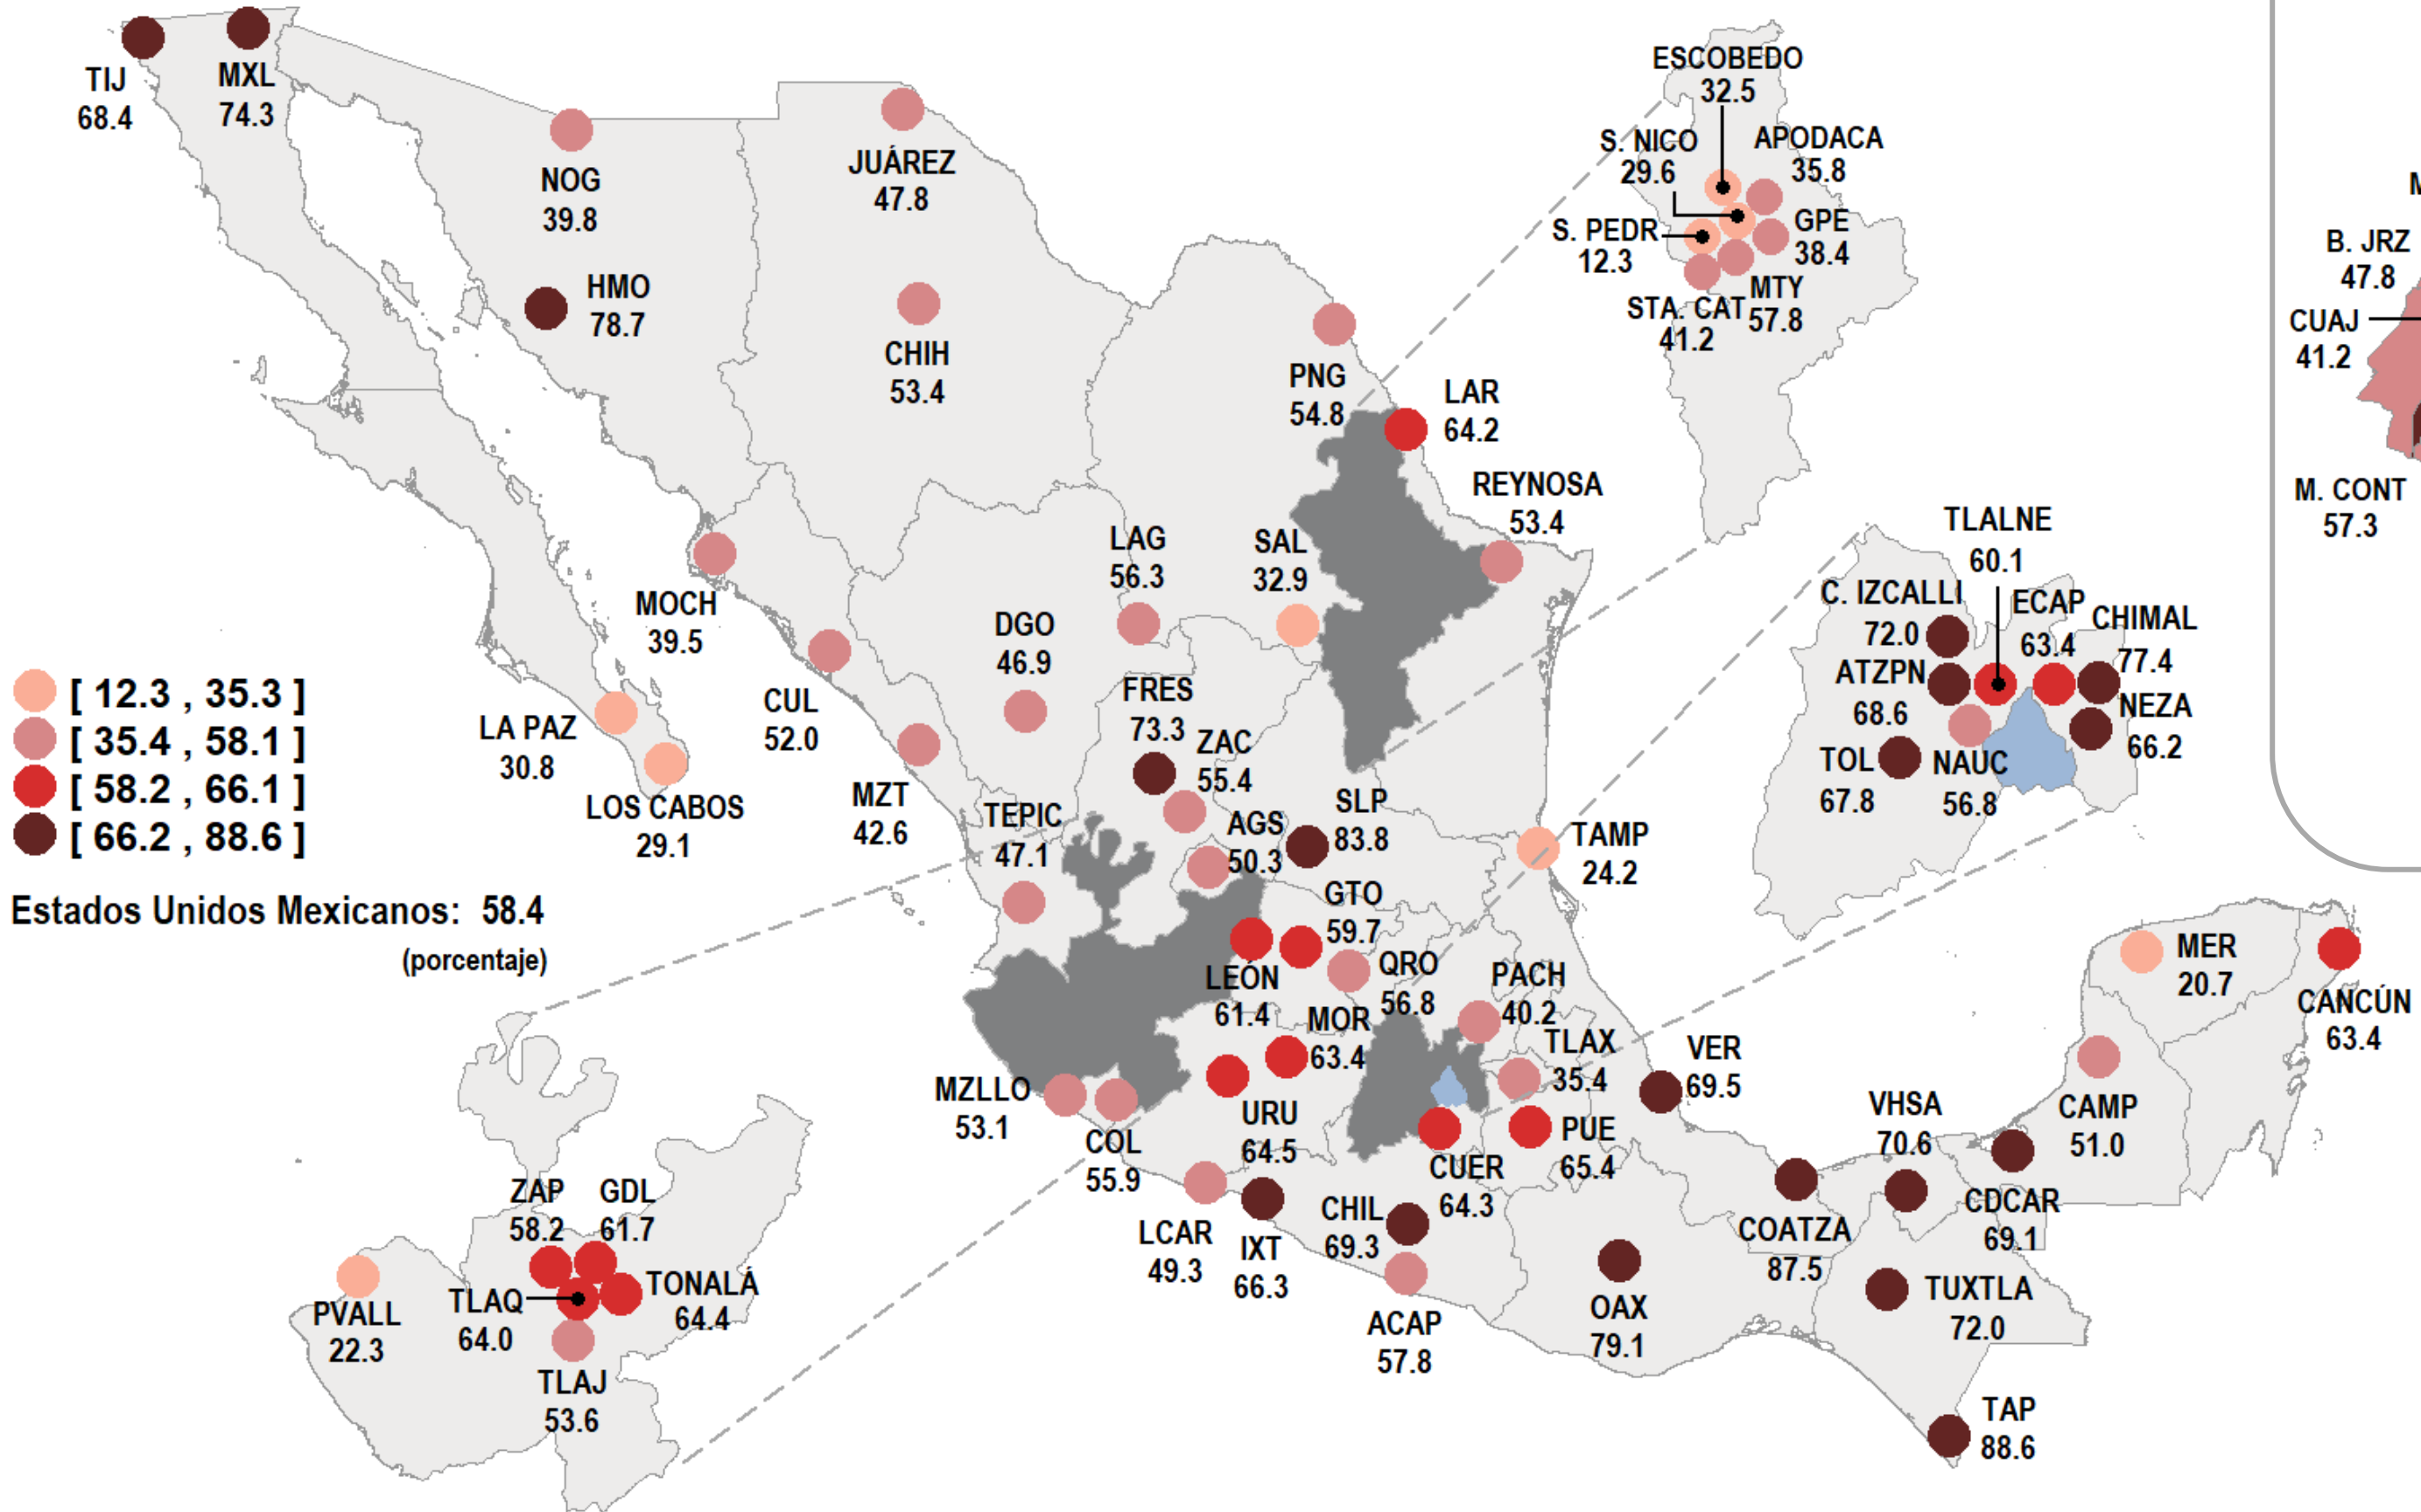 TIJ
68.4
MXL
74.3
NOG
39.8
HMO
78.7
JUÁREZ
47.8
CHIH
53.4
ESCOBEDO
32.5
S. NICO
29.6
APODACA
35.8
S. PEDR
12.3
GPE
38.4
STA. CAT
41.2
MTY
57.8
B. JRZ
47.8
CUAJ
41.2
M. CONT
57.3
PNG
54.8
LAR
64.2
REYNOSA
53.4
LAG
56.3
SAL
32.9
MOCH
39.5
DGO
46.9
CUL
52.0
FRES
73.3
ZAC
55.4
MZT
42.6
TEPIC
47.1
AGS
50.3
SLP
83.8
TAMP
24.2
LA PAZ
30.8
LOS CABOS
29.1
[ 12.3 , 35.3 ]
[ 35.4 , 58.1 ]
[ 58.2 , 66.1 ]
[ 66.2 , 88.6 ]
Estados Unidos Mexicanos: 58.4
(porcentaje)
TLALNE
60.1
C. IZCALLI
72.0
ECAP
63.4
CHIMAL
77.4
ATZPN
68.6
NEZA
66.2
TOL
67.8
NAUC
56.8
GTO
59.7
LEÓN
61.4
QRO
56.8
PACH
40.2
MOR
63.4
TLAX
35.4
MZLLO
53.1
COL
55.9
URU
64.5
CUER
64.3
PUE
65.4
VER
69.5
MER
20.7
CANCÚN
63.4
CAMP
51.0
VHSA
70.6
CDCAR
69.1
COATZA
87.5
LCAR
49.3
IXT
66.3
CHIL
69.3
ACAP
57.8
OAX
79.1
TUXTLA
72.0
TAP
88.6
ZAP
58.2
GDL
61.7
PVALL
22.3
TLAQ
64.0
TONALÁ
64.4
TLAJ
53.6